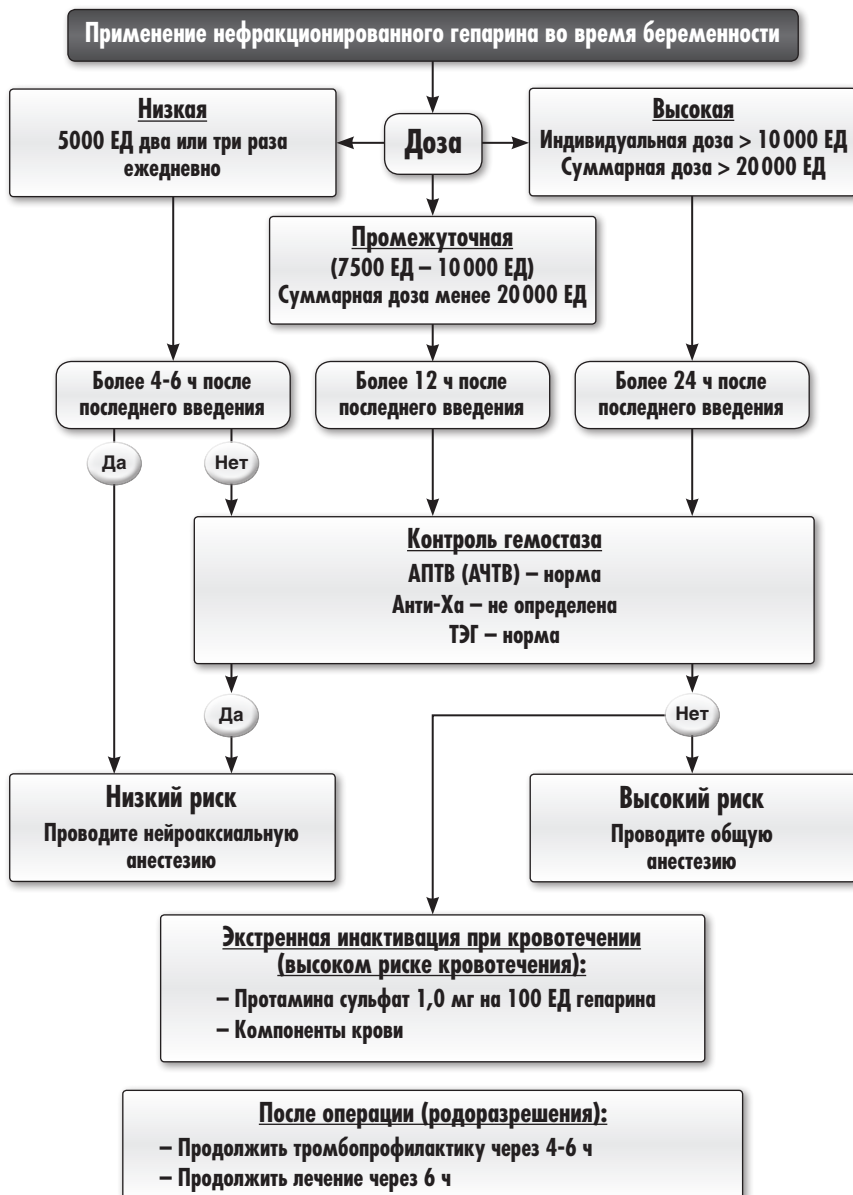 Применение нефракционированного гепарина во время беременности
Низкая
5000 ЕД два или три раза
ежедневно
Доза
Высокая
Индивидуальная доза > 10 000 ЕД
Суммарная доза > 20 000 ЕД
Промежуточная
(7500 ЕД – 10 000 ЕД)
Суммарная доза менее 20 000 ЕД
Более 4-6 ч после
последнего введения
Более 12 ч после
последнего введения
Более 24 ч после
последнего введения
Да
Нет
Контроль гемостаза
АПТВ (АЧТВ) – норма
Анти-Ха – не определена
ТЭГ – норма
Да
Нет
Низкий риск
Проводите нейроаксиальную
анестезию
Высокий риск
Проводите общую
анестезию
Экстренная инактивация при кровотечении
(высоком риске кровотечения):
– Протамина сульфат 1,0 мг на 100 ЕД гепарина
– Компоненты крови
После операции (родоразрешения):
– Продолжить тромбопрофилактику через 4-6 ч
– Продолжить лечение через 6 ч